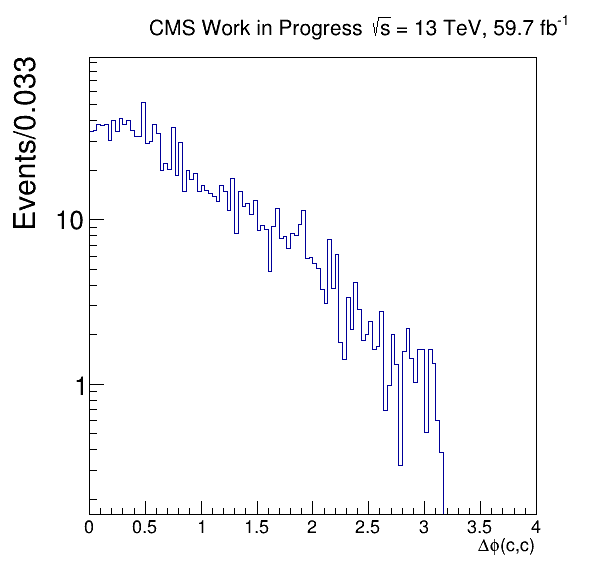 CMS Work in Progress √s = 13 TeV, 59.7 fb⁻¹
Events/0.033
10
1
0 0.5 1 1.5 2 2.5 3 3.5 4
Δϕ(c,c)